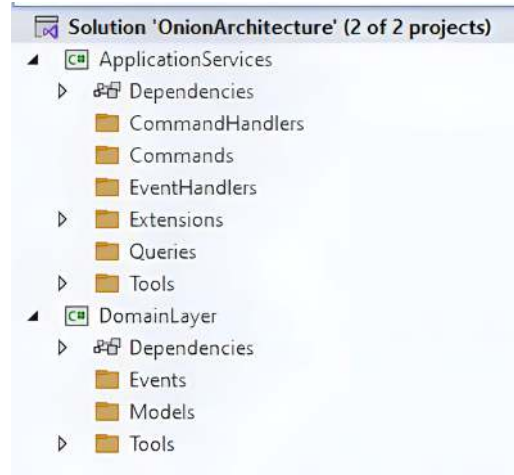 Solution 'OnionArchitecture' (2 of 2 projects)
C# ApplicationServices
Dependencies
CommandHandlers
Commands
EventHandlers
Extensions
Queries
Tools
C# DomainLayer
Dependencies
Events
Models
Tools